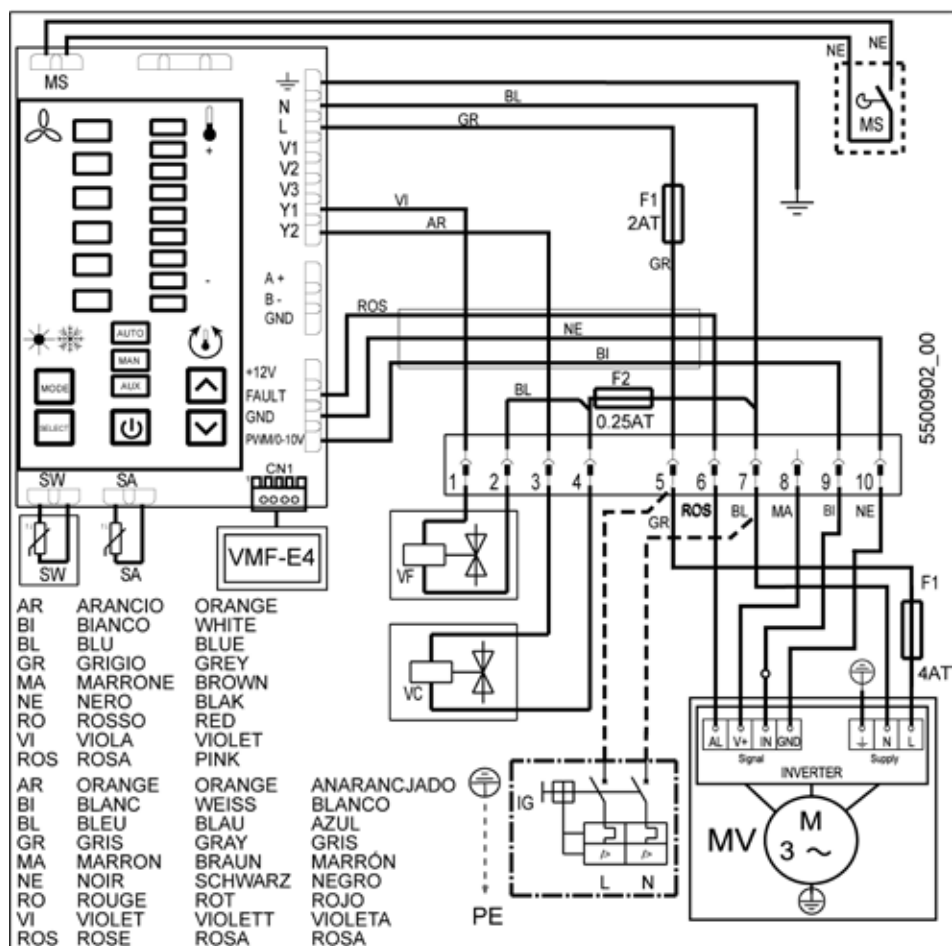 MS
+
-
AUTO
MAN
AUX
MODE
SELECT
N
L
V1
V2
V3
Y1
Y2
A +
B -
GND
+12V
FAULT
GND
PWM/0-10V
CN1
1
SW
SA
SW
SA
VMF-E4
BL
GR
VI
AR
F1
2AT
GR
NE
NE
MS
ROS
NE
BI
BL
F2
0.25AT
5500902_00
1 2 3 4 5 6 7 8 9 10
GR ROS BL MA BI NE
VF
VC
F1
4AT
AL V+ IN GND N L
Signal Supply
INVERTER
MV
M
3 ~
IG
L N
PE
AR ARANCIO ORANGE
BI BIANCO WHITE
BL BLU BLUE
GR GRIGIO GREY
MA MARRONE BROWN
NE NERO BLAK
RO ROSSO RED
VI VIOLA VIOLET
ROS ROSA PINK
AR ORANGE ORANGE ANARANCJADO
BI BLANC WEISS BLANCO
BL BLEU BLAU AZUL
GR GRIS GRAY GRIS
MA MARRON BRAUN MARRÓN
NE NOIR SCHWARZ NEGRO
RO ROUGE ROT ROJO
VI VIOLET VIOLETT VIOLETA
ROS ROSE ROSA ROSA